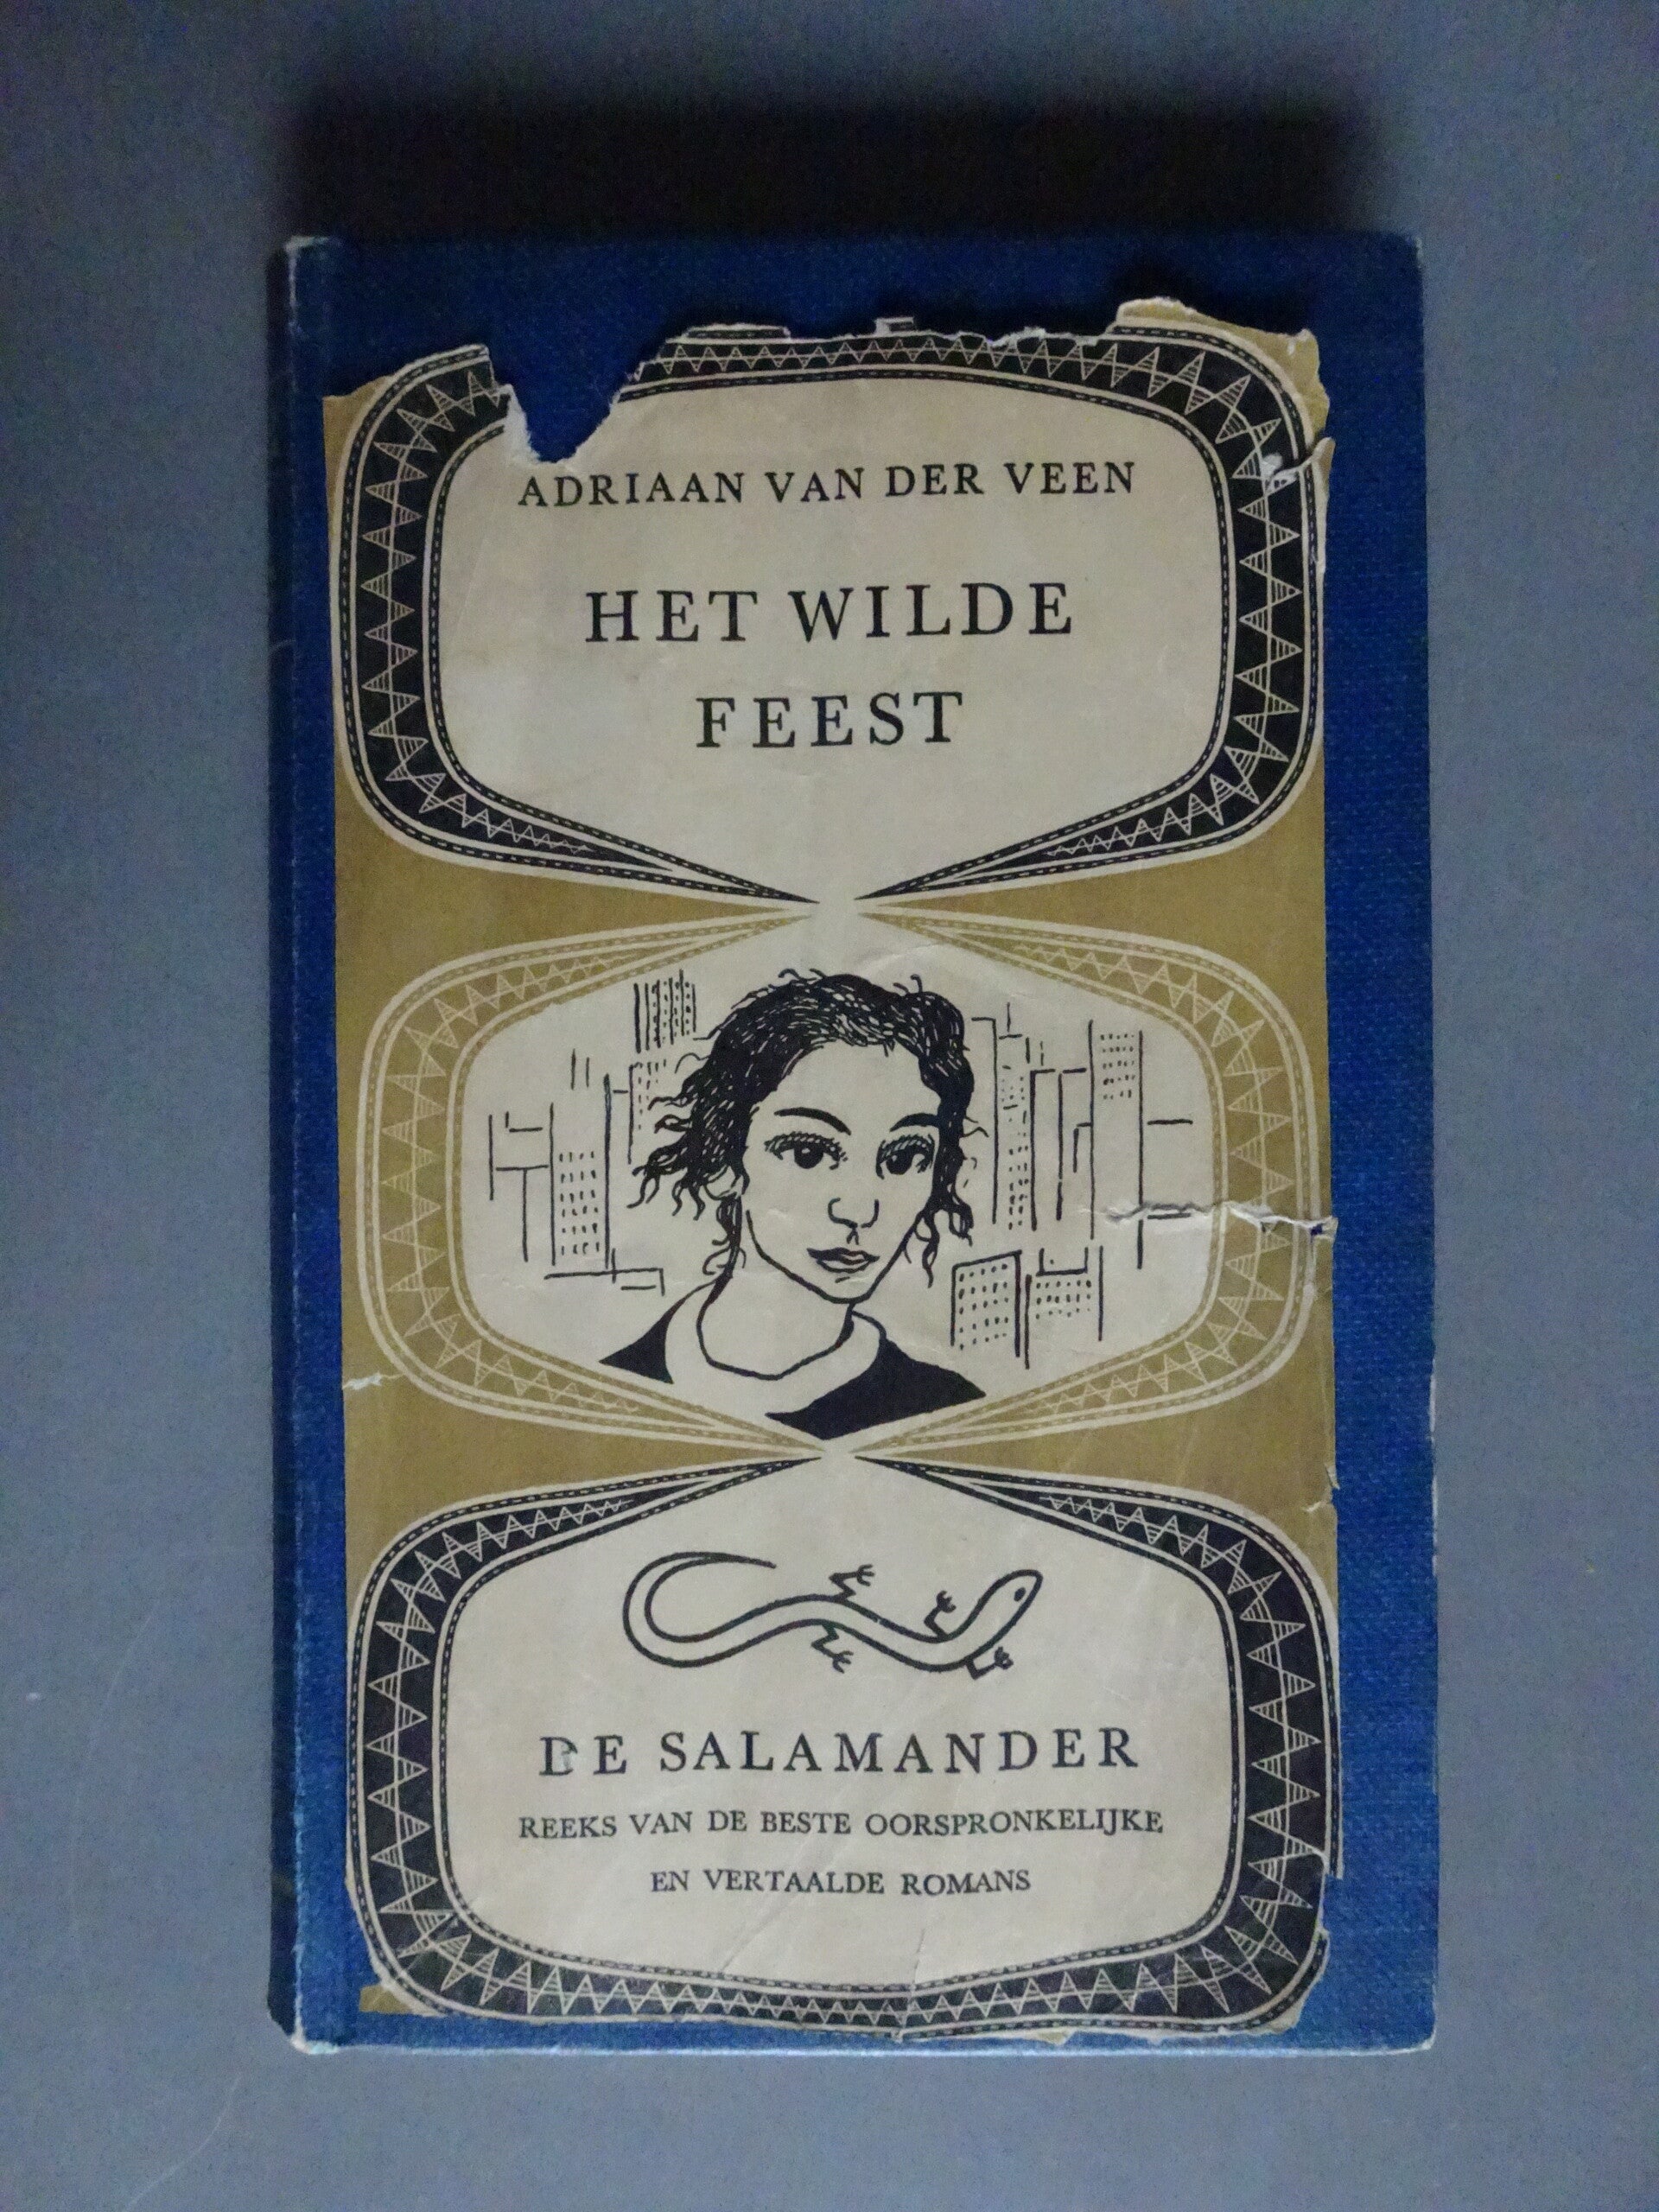 ADRIAAN VAN DER VEEN
HET WILDE
FEEST
DE SALAMANDER
REEKS VAN DE BESTE OORSPRONKELIJKE
EN VERTAALDE ROMANS